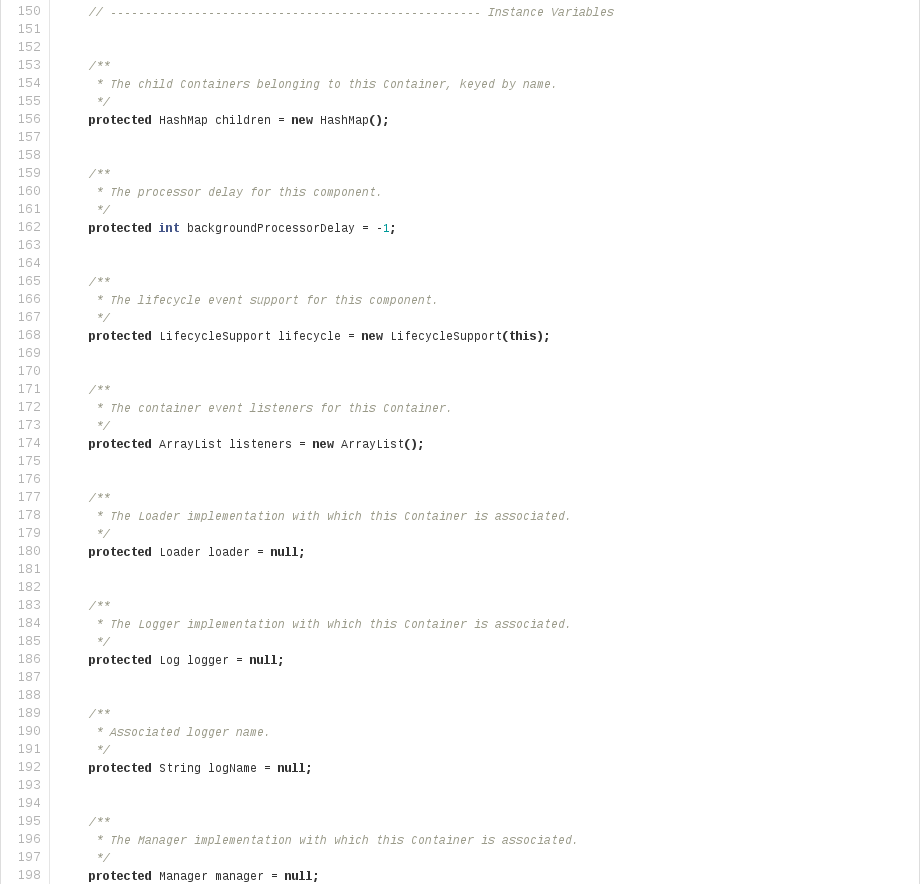 150 // ----------------------------------------------------- Instance Variables
151
152
153 /**
154 * The child Containers belonging to this Container, keyed by name.
155 */
156 protected HashMap children = new HashMap();
157
158
159 /**
160 * The processor delay for this component.
161 */
162 protected int backgroundProcessorDelay = -1;
163
164
165 /**
166 * The lifecycle event support for this component.
167 */
168 protected LifecycleSupport lifecycle = new LifecycleSupport(this);
169
170
171 /**
172 * The container event listeners for this Container.
173 */
174 protected ArrayList listeners = new ArrayList();
175
176
177 /**
178 * The Loader implementation with which this Container is associated.
179 */
180 protected Loader loader = null;
181
182
183 /**
184 * The Logger implementation with which this Container is associated.
185 */
186 protected Log logger = null;
187
188
189 /**
190 * Associated logger name.
191 */
192 protected String logName = null;
193
194
195 /**
196 * The Manager implementation with which this Container is associated.
197 */
198 protected Manager manager = null;